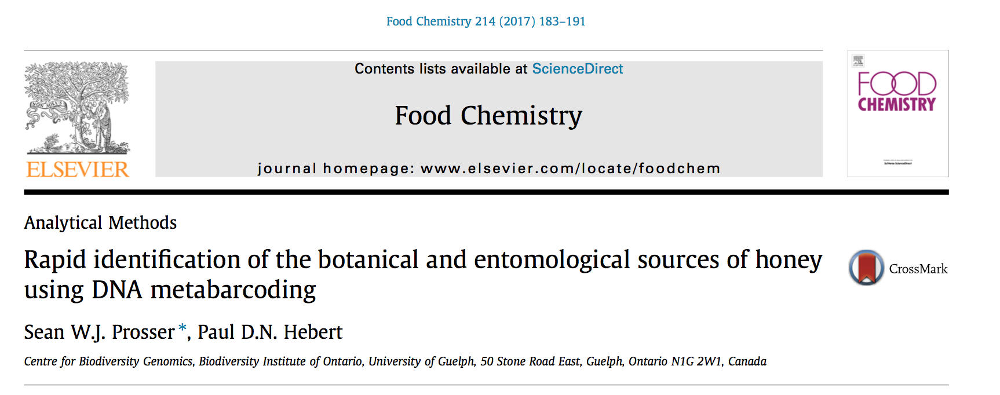 Food Chemistry 214 (2017) 183–191
Contents lists available at ScienceDirect
Food Chemistry
journal homepage: www.elsevier.com/locate/foodchem
NON SOLUS
ELSEVIER
FOOD
CHEMISTRY
ScienceDirect
Analytical Methods
Rapid identification of the botanical and entomological sources of honey
using DNA metabarcoding
CrossMark
Sean W.J. Prosser *, Paul D.N. Hebert
Centre for Biodiversity Genomics, Biodiversity Institute of Ontario, University of Guelph, 50 Stone Road East, Guelph, Ontario N1G 2W1, Canada